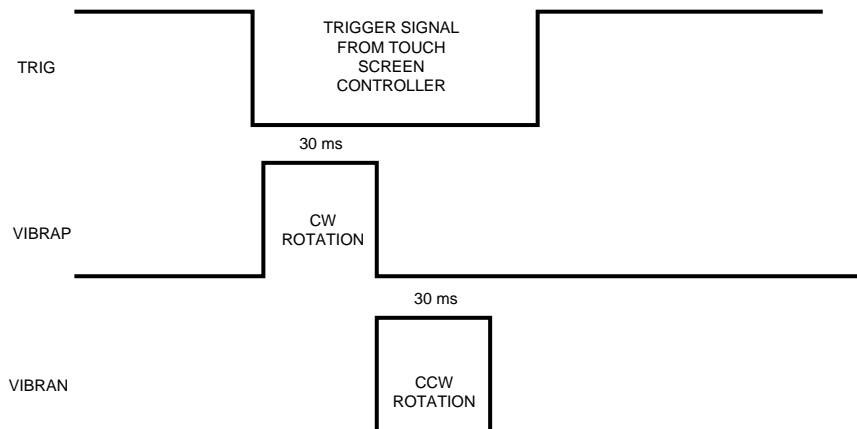 TRIG
TRIGGER SIGNAL
FROM TOUCH
SCREEN
CONTROLLER
30 ms
VIBRAP
CW
ROTATION
30 ms
VIBRAN
CCW
ROTATION